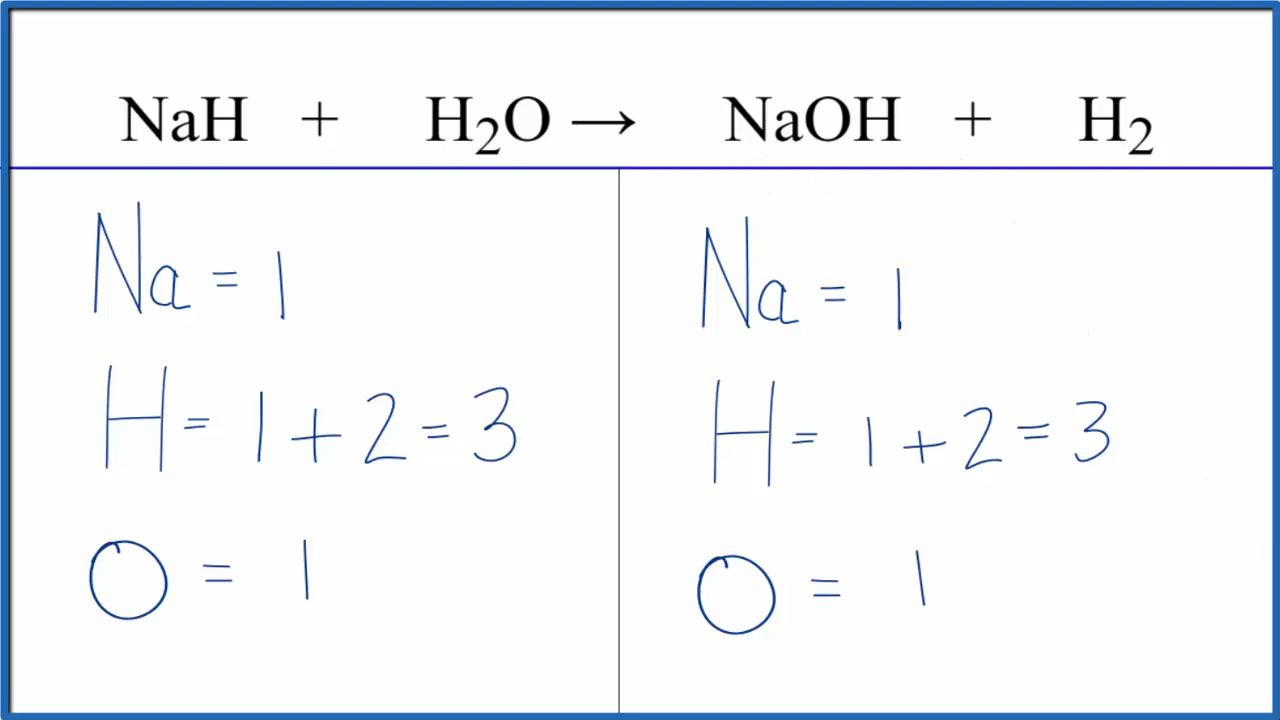 NaH + H₂O → NaOH + H₂
Na = 1
H = 1 + 2 = 3
O = 1
Na = 1
H = 1 + 2 = 3
O = 1